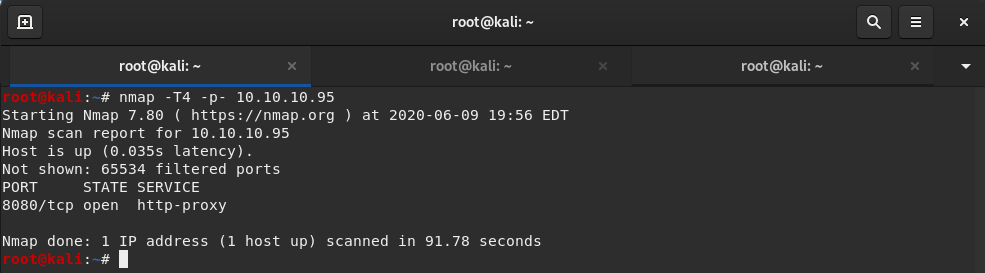 root@kali: ~
root@kali: ~
root@kali: ~
root@kali: ~
root@kali:~# nmap -T4 -p- 10.10.10.95
Starting Nmap 7.80 ( https://nmap.org ) at 2020-06-09 19:56 EDT
Nmap scan report for 10.10.10.95
Host is up (0.035s latency).
Not shown: 65534 filtered ports
PORT     STATE SERVICE
8080/tcp open  http-proxy
Nmap done: 1 IP address (1 host up) scanned in 91.78 seconds
root@kali:~#